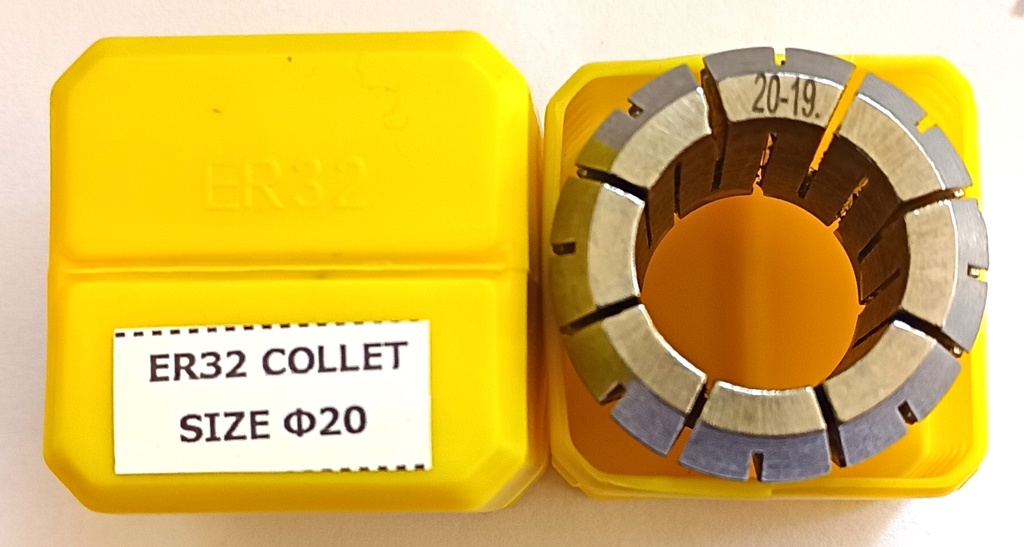 ER32
ER32 COLLET
SIZE Φ20
20-19.